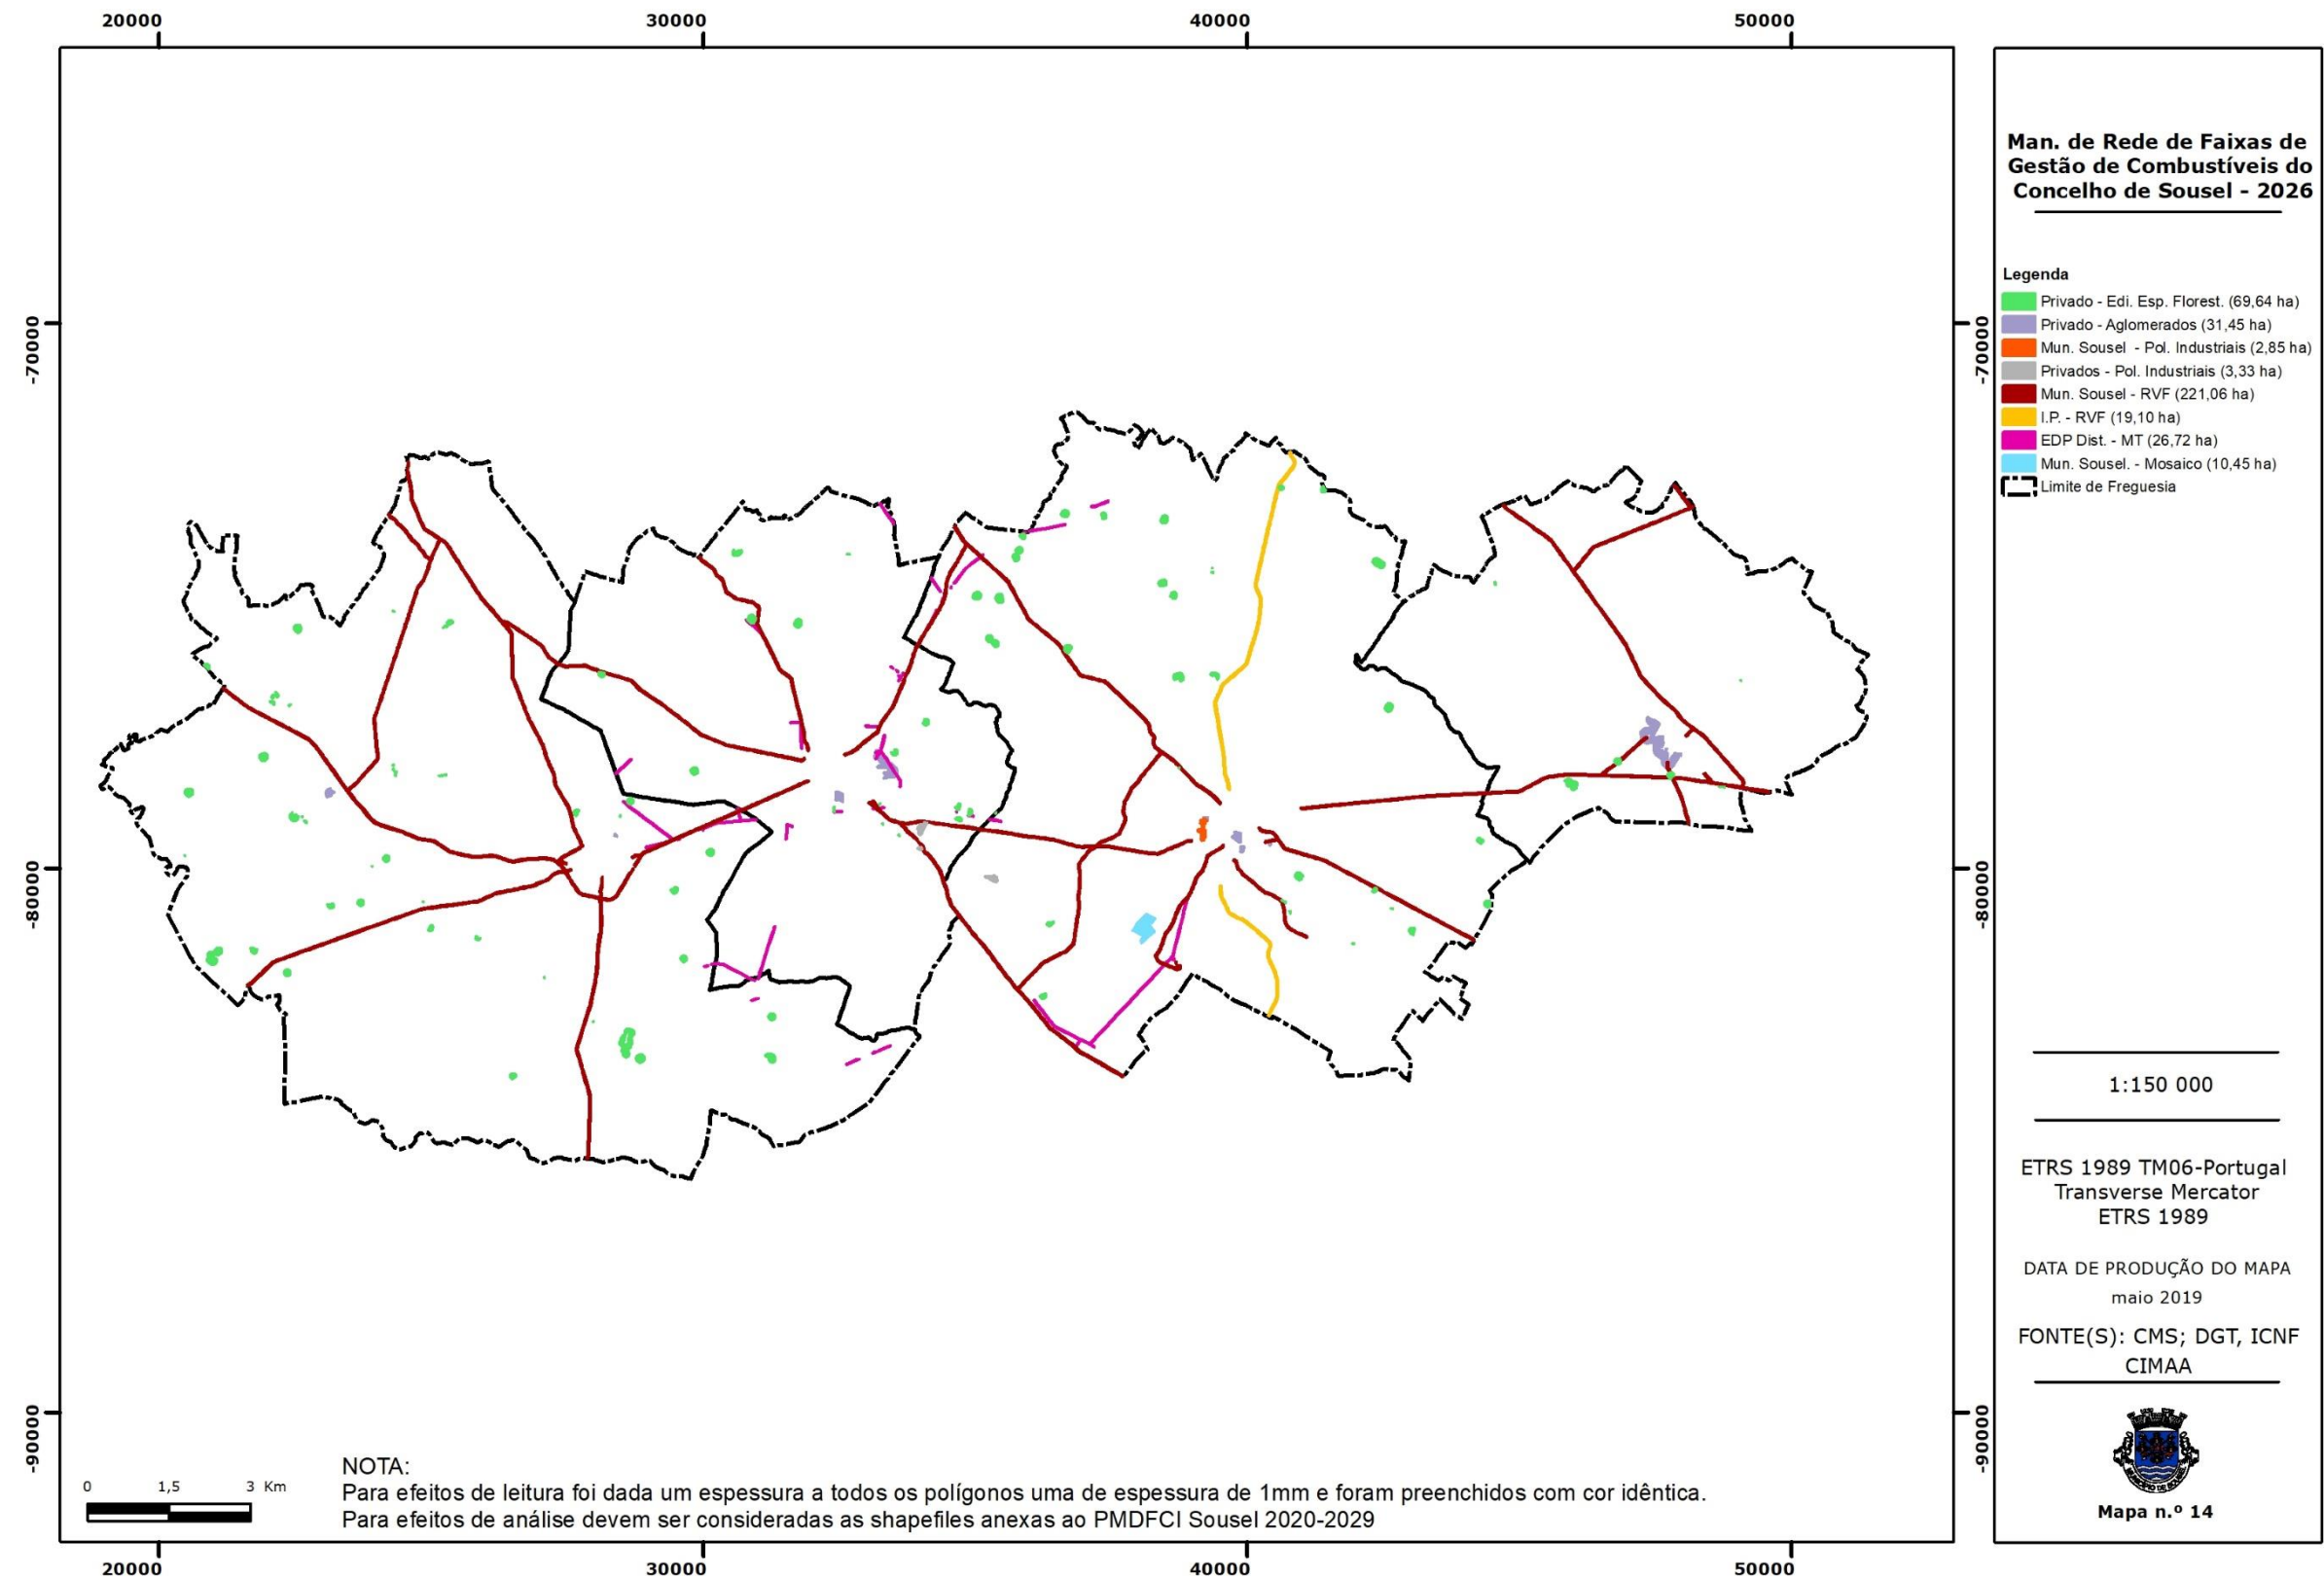 20000 30000 40000 50000
-70000 -70000
-80000 -80000
-90000 -90000
Man. de Rede de Faixas de
Gestão de Combustíveis do
Concelho de Sousel - 2026
Legenda
Privado - Edi. Esp. Florest. (69,64 ha)
Privado - Aglomerados (31,45 ha)
Mun. Sousel - Pol. Industriais (2,85 ha)
Privados - Pol. Industriais (3,33 ha)
Mun. Sousel - RVF (221,06 ha)
I.P. - RVF (19,10 ha)
EDP Dist. - MT (26,72 ha)
Mun. Sousel. - Mosaico (10,45 ha)
Limite de Freguesia
1:150 000
ETRS 1989 TM06-Portugal
Transverse Mercator
ETRS 1989
DATA DE PRODUÇÃO DO MAPA
maio 2019
FONTE(S): CMS; DGT, ICNF
CIMAA
MUNICÍPIO DE SOUSEL
Mapa n.º 14
0 1,5 3 Km
NOTA:
Para efeitos de leitura foi dada um espessura a todos os polígonos uma de espessura de 1mm e foram preenchidos com cor idêntica.
Para efeitos de análise devem ser consideradas as shapefiles anexas ao PMDFCI Sousel 2020-2029
20000 30000 40000 50000